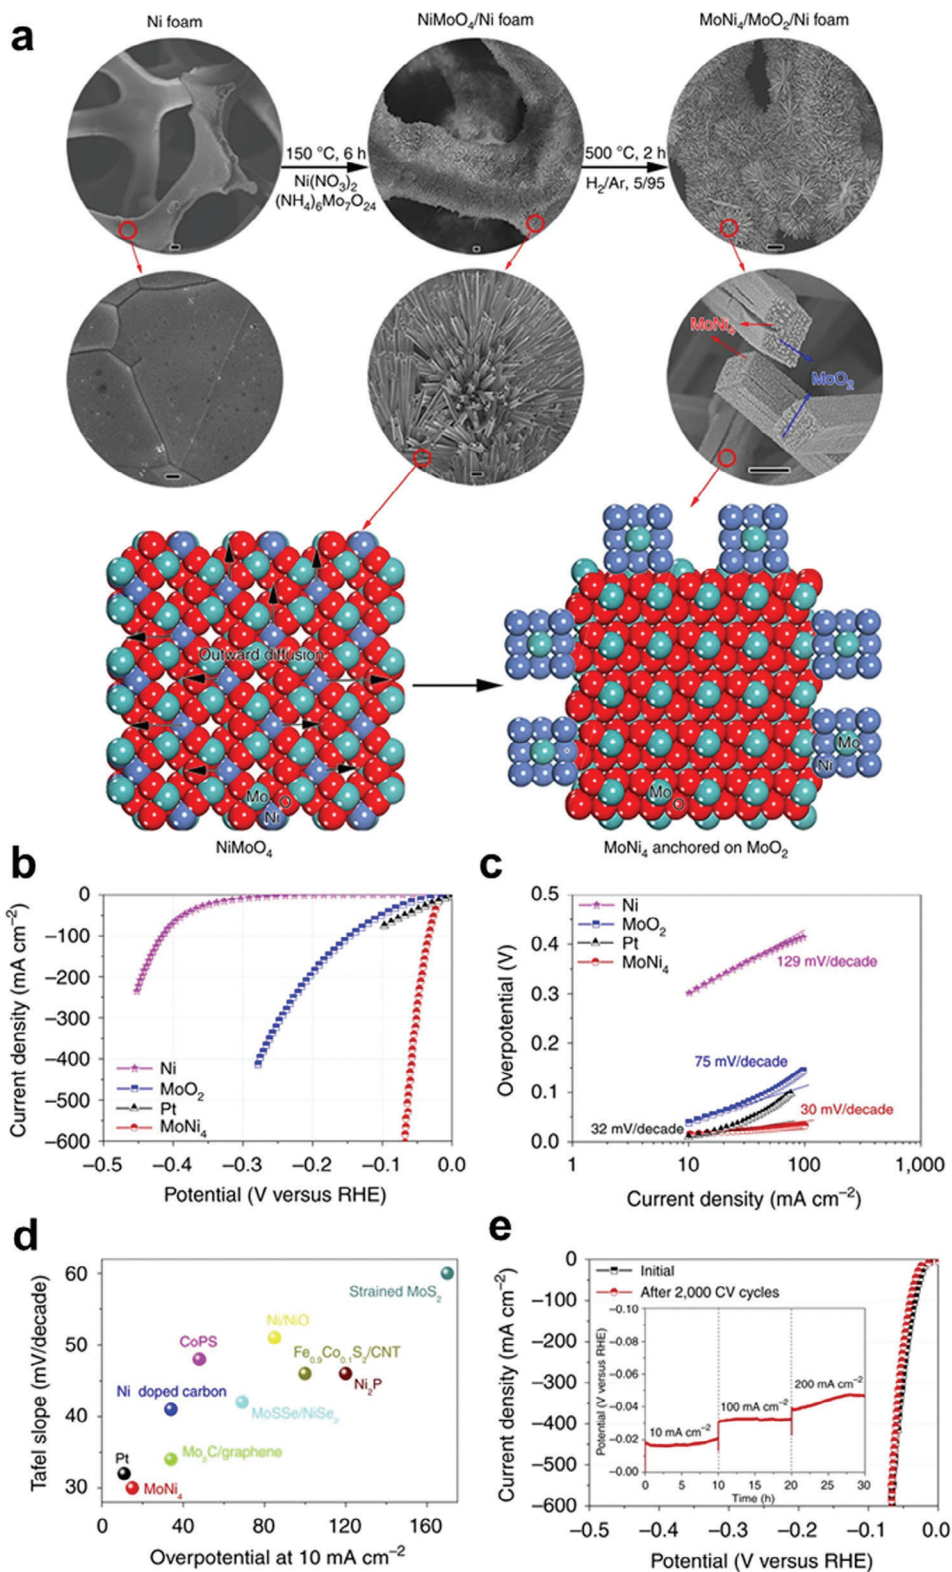 a
Ni foam
NiMoO₄/Ni foam
MoNi₄/MoO₂/Ni foam
150 °C, 6 h
Ni(NO₃)₂
(NH₄)₆Mo₇O₂₄
500 °C, 2 h
H₂/Ar, 5/95
MoNi₄
MoO₂
Outward diffusion
Mo
O
Ni
NiMoO₄
Mo
Ni
Mo
O
MoNi₄ anchored on MoO₂
b
Current density (mA cm⁻²)
0
−100
−200
−300
−400
−500
−600
Ni
MoO₂
Pt
MoNi₄
−0.5
−0.4
−0.3
−0.2
−0.1
0.0
Potential (V versus RHE)
c
Overpotential (V)
0.5
0.4
0.3
0.2
0.1
0.0
Ni
MoO₂
Pt
MoNi₄
129 mV/decade
75 mV/decade
30 mV/decade
32 mV/decade
1
10
100
1,000
Current density (mA cm⁻²)
d
Tafel slope (mV/decade)
60
50
40
30
Strained MoS₂
Ni/NiO
CoPS
Fe₀.₉Co₀.₁S₂/CNT
Ni₂P
Ni doped carbon
MoSSe/NiSe₂
Mo₂C/graphene
Pt
MoNi₄
0
40
80
120
160
Overpotential at 10 mA cm⁻²
e
Current density (mA cm⁻²)
0
−100
−200
−300
−400
−500
−600
Initial
After 2,000 CV cycles
Potential (V versus RHE)
−0.10
−0.08
−0.06
−0.04
−0.02
−0.00
10 mA cm⁻²
100 mA cm⁻²
200 mA cm⁻²
0
10
20
30
Time (h)
−0.5
−0.4
−0.3
−0.2
−0.1
0.0
Potential (V versus RHE)